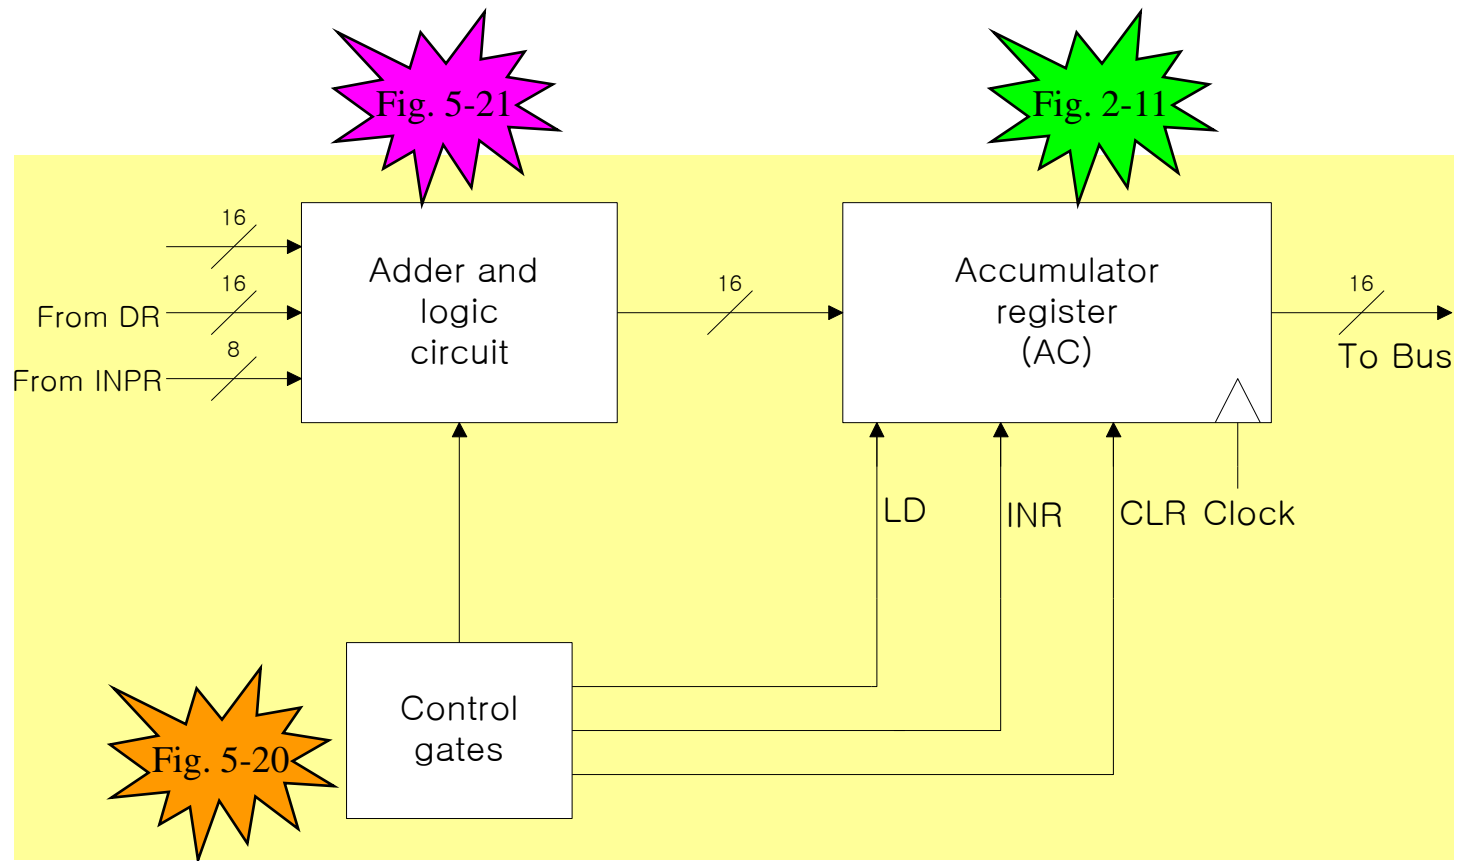 Fig. 5-21
Fig. 2-11
16
Adder and
logic
circuit
16
From DR
8
From INPR
16
Accumulator
register
(AC)
16
To Bus
LD
INR
CLR
Clock
Control
gates
Fig. 5-20